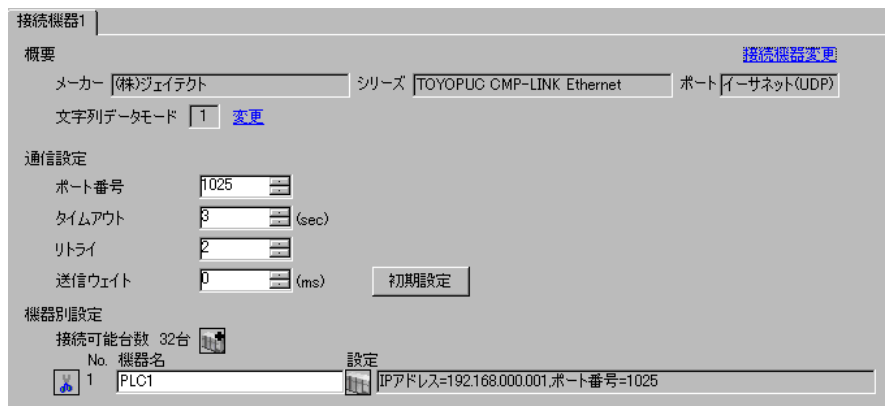 接続機器1
概要 接続機器変更
メーカー (株)ジェイテクト シリーズ TOYOPUC CMP-LINK Ethernet ポート イーサネット(UDP)
文字列データモード 1 変更
通信設定
ポート番号 1025
タイムアウト 3 (sec)
リトライ 2
送信ウェイト 0 (ms) 初期設定
機器別設定
接続可能台数 32台
No. 機器名 設定
1 PLC1 IPアドレス=192.168.000.001,ポート番号=1025